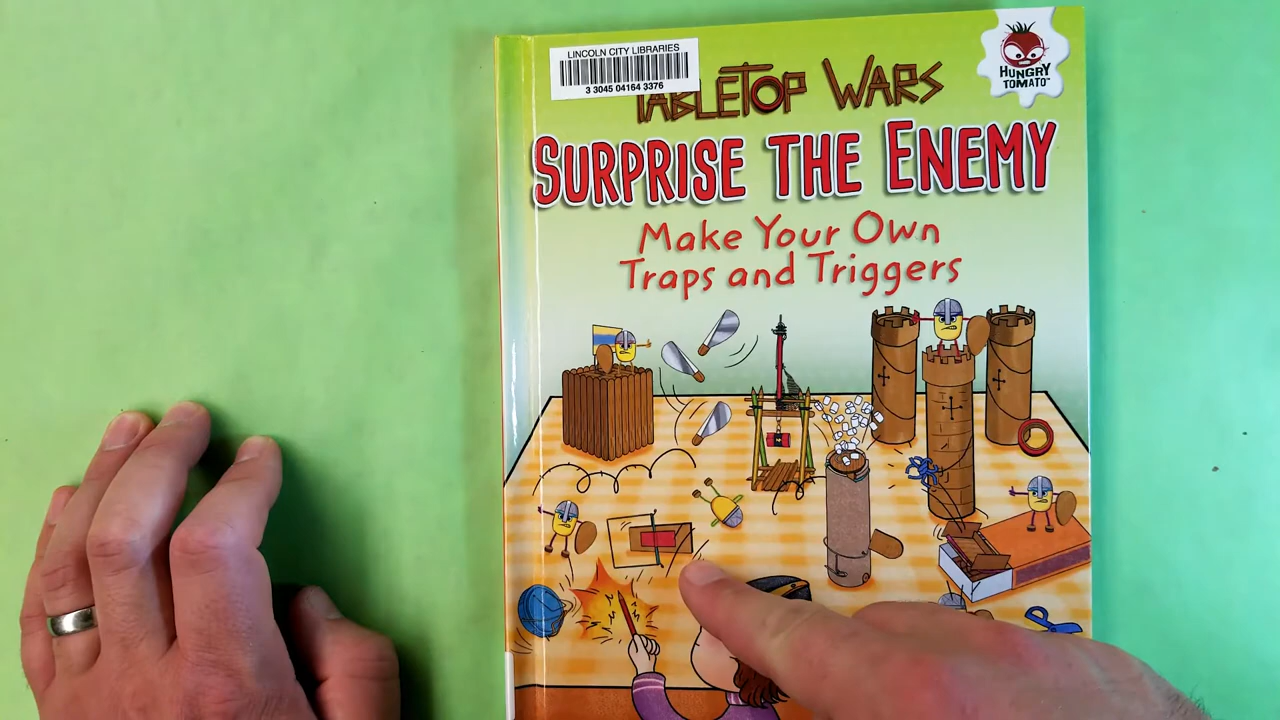 LINCOLN CITY LIBRARIES
3 3045 04164 3376
TABLETOP WARS
HUNGRY
TOMATO™
SURPRISE THE ENEMY
Make Your Own
Traps and Triggers